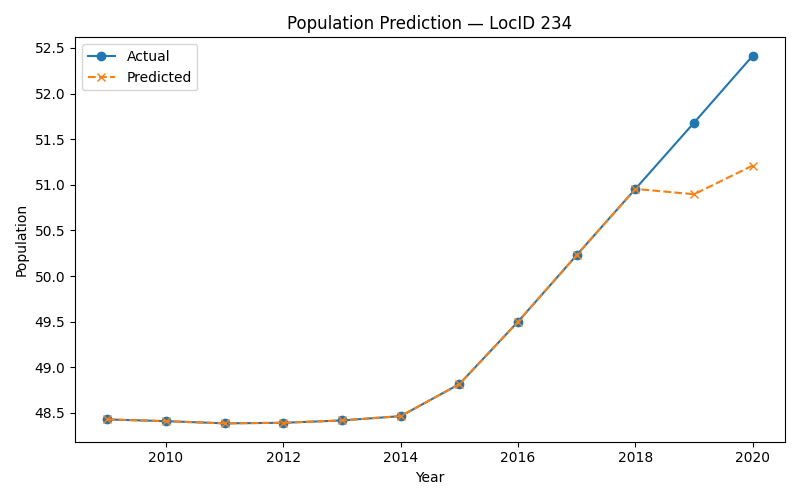 Population Prediction — LocID 234
Actual
Predicted
Population
52.5
52.0
51.5
51.0
50.5
50.0
49.5
49.0
48.5
2010 2012 2014 2016 2018 2020
Year